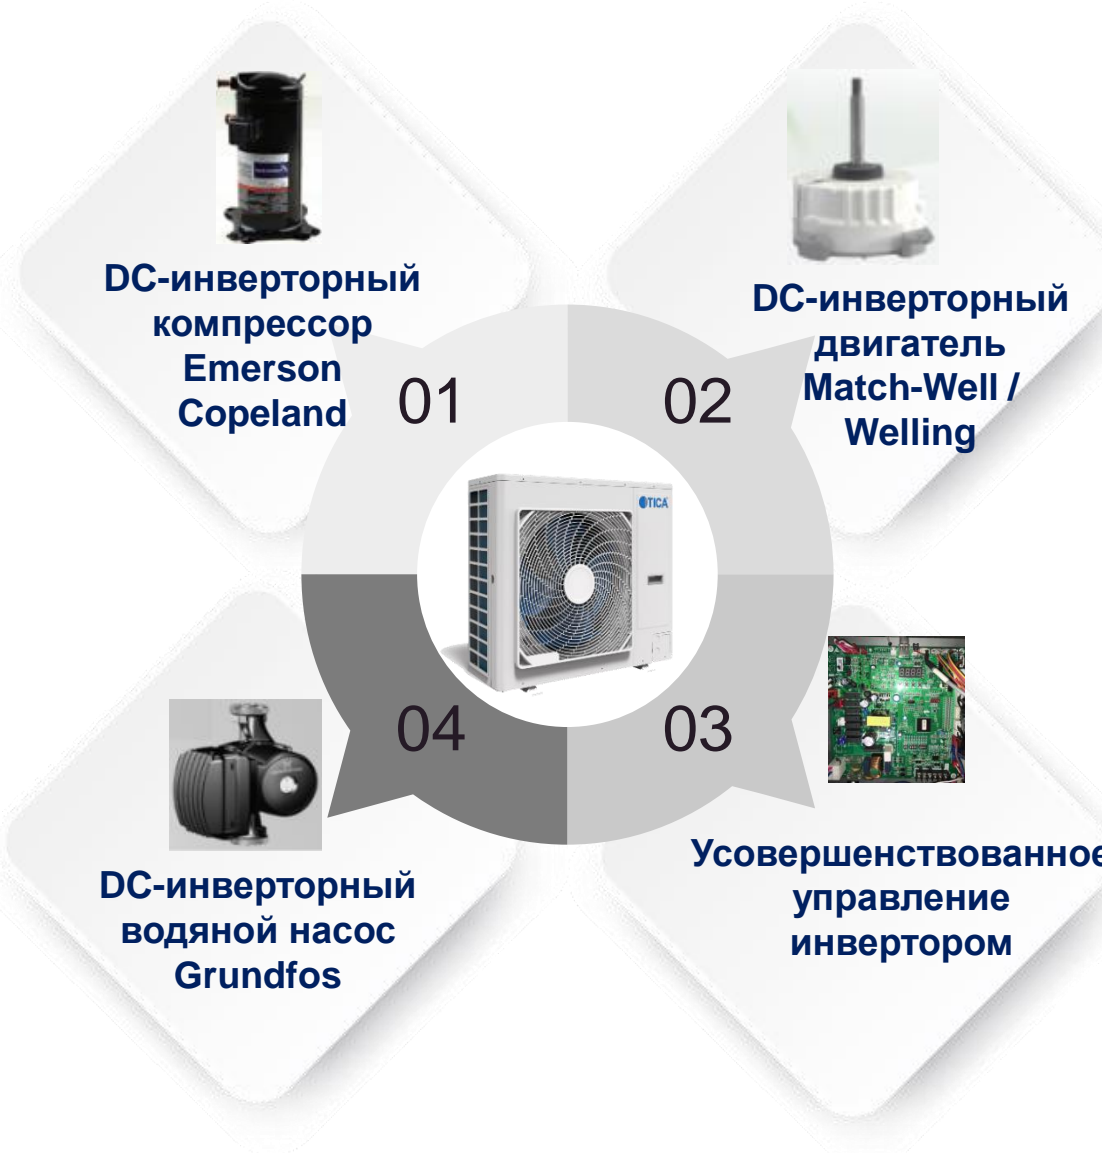 DC-инверторный
компрессор
Emerson
Copeland
01
DC-инверторный
двигатель
Match-Well /
Welling
02
TICA
04
DC-инверторный
водяной насос
Grundfos
03
Усовершенствованное
управление
инвертором